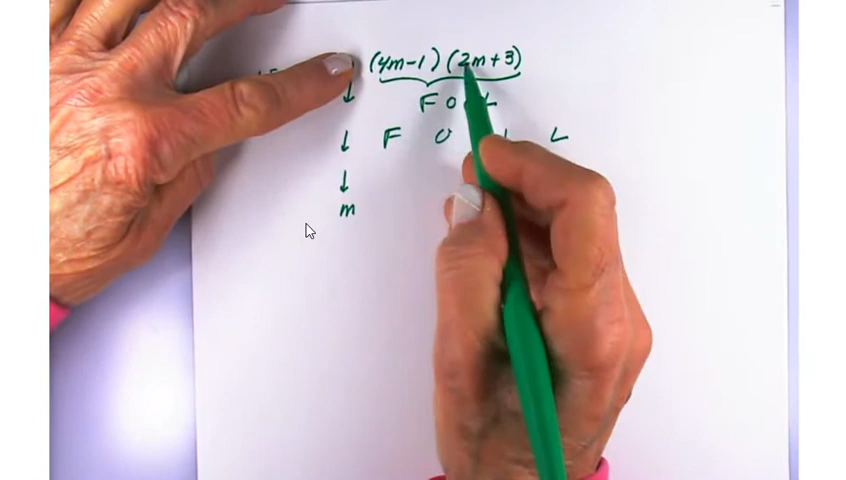 (4m-1)(2m+3)
↓ F O L
↓ F O L
↓
m